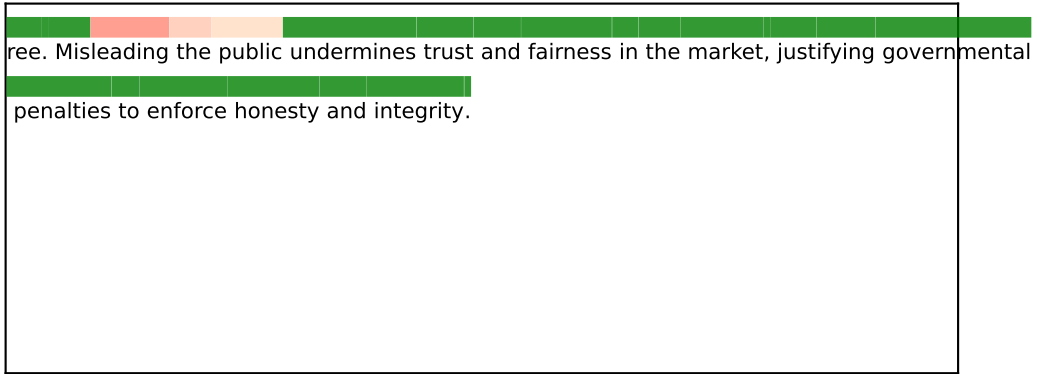 ree. Misleading the public undermines trust and fairness in the market, justifying governmental
penalties to enforce honesty and integrity.